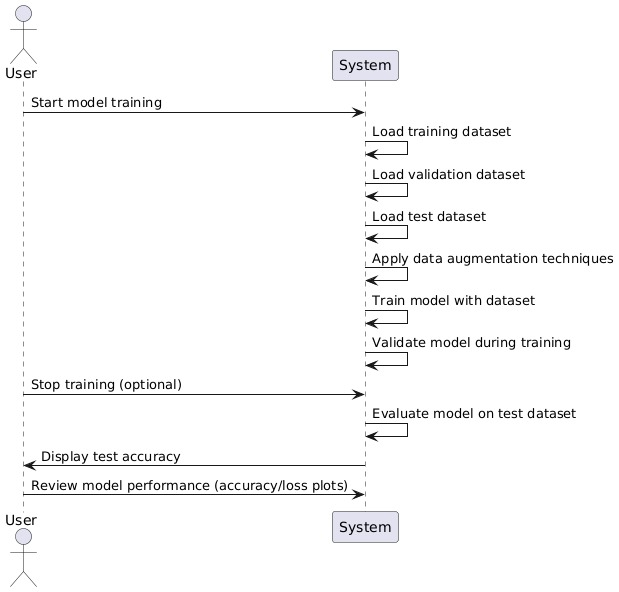 User
System
Start model training
Load training dataset
Load validation dataset
Load test dataset
Apply data augmentation techniques
Train model with dataset
Validate model during training
Stop training (optional)
Evaluate model on test dataset
Display test accuracy
Review model performance (accuracy/loss plots)
User
System